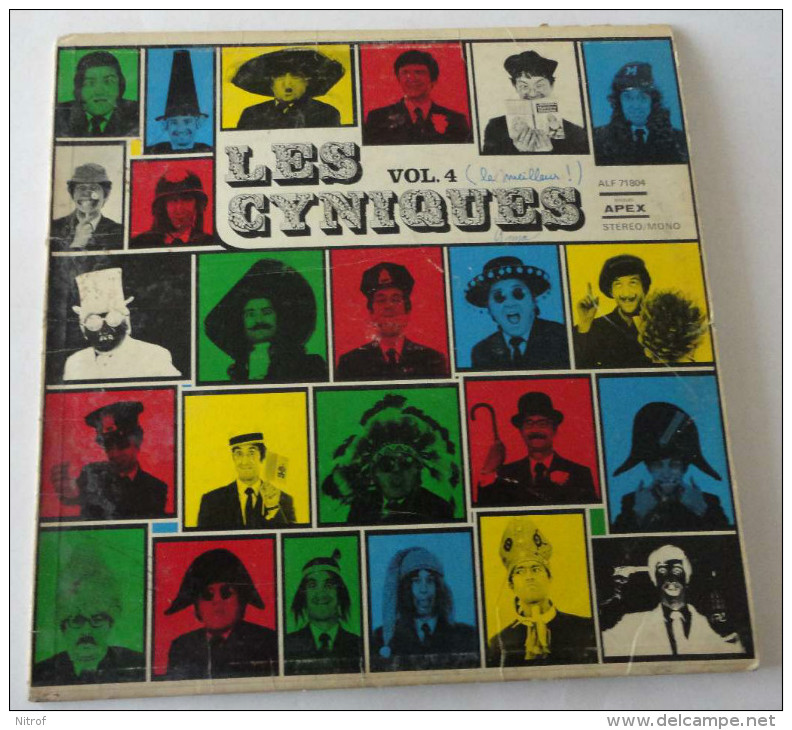 LES
CYNIQUES
VOL. 4 (le meilleur!)
ALF 71804
APEX
STEREO/MONO
Nitrof
www.delcampe.net